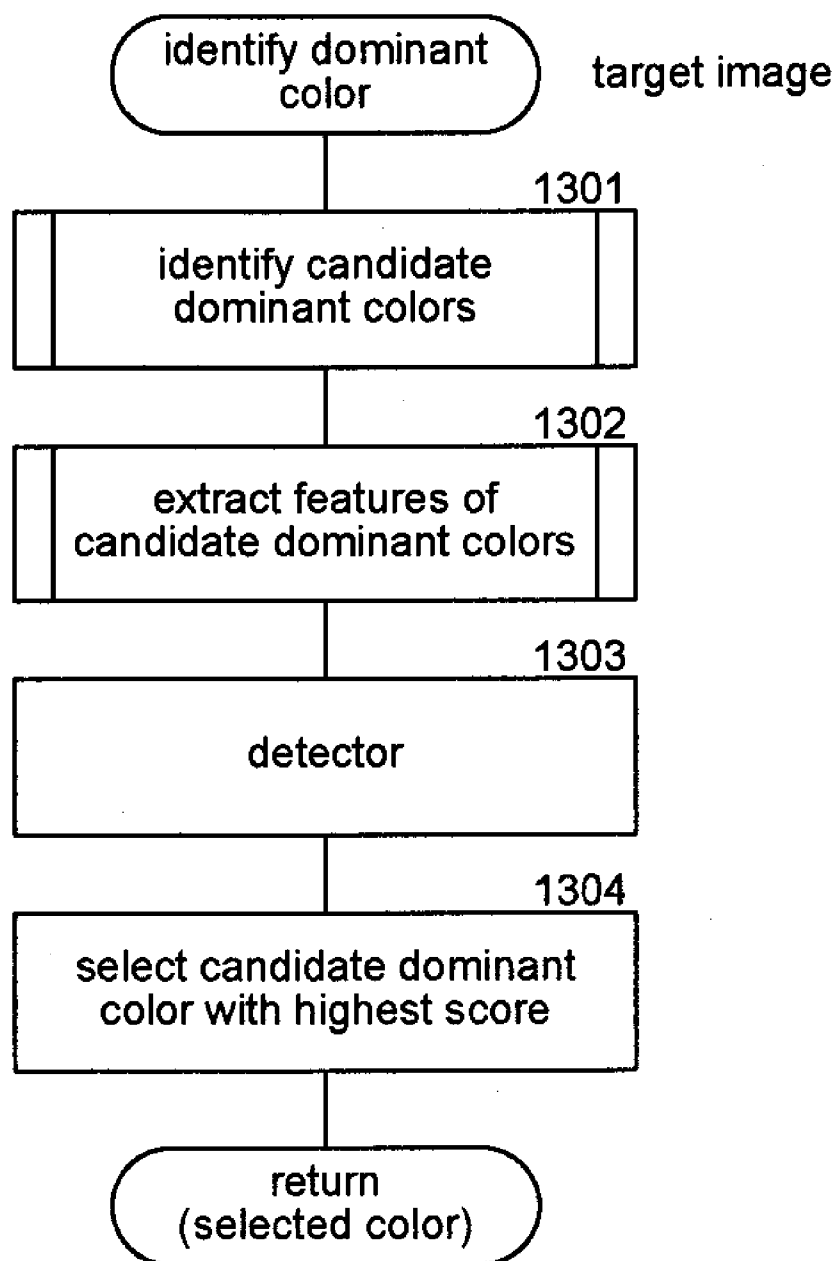 identify dominant
color
target image
1301
identify candidate
dominant colors
1302
extract features of
candidate dominant colors
1303
detector
1304
select candidate dominant
color with highest score
return
(selected color)